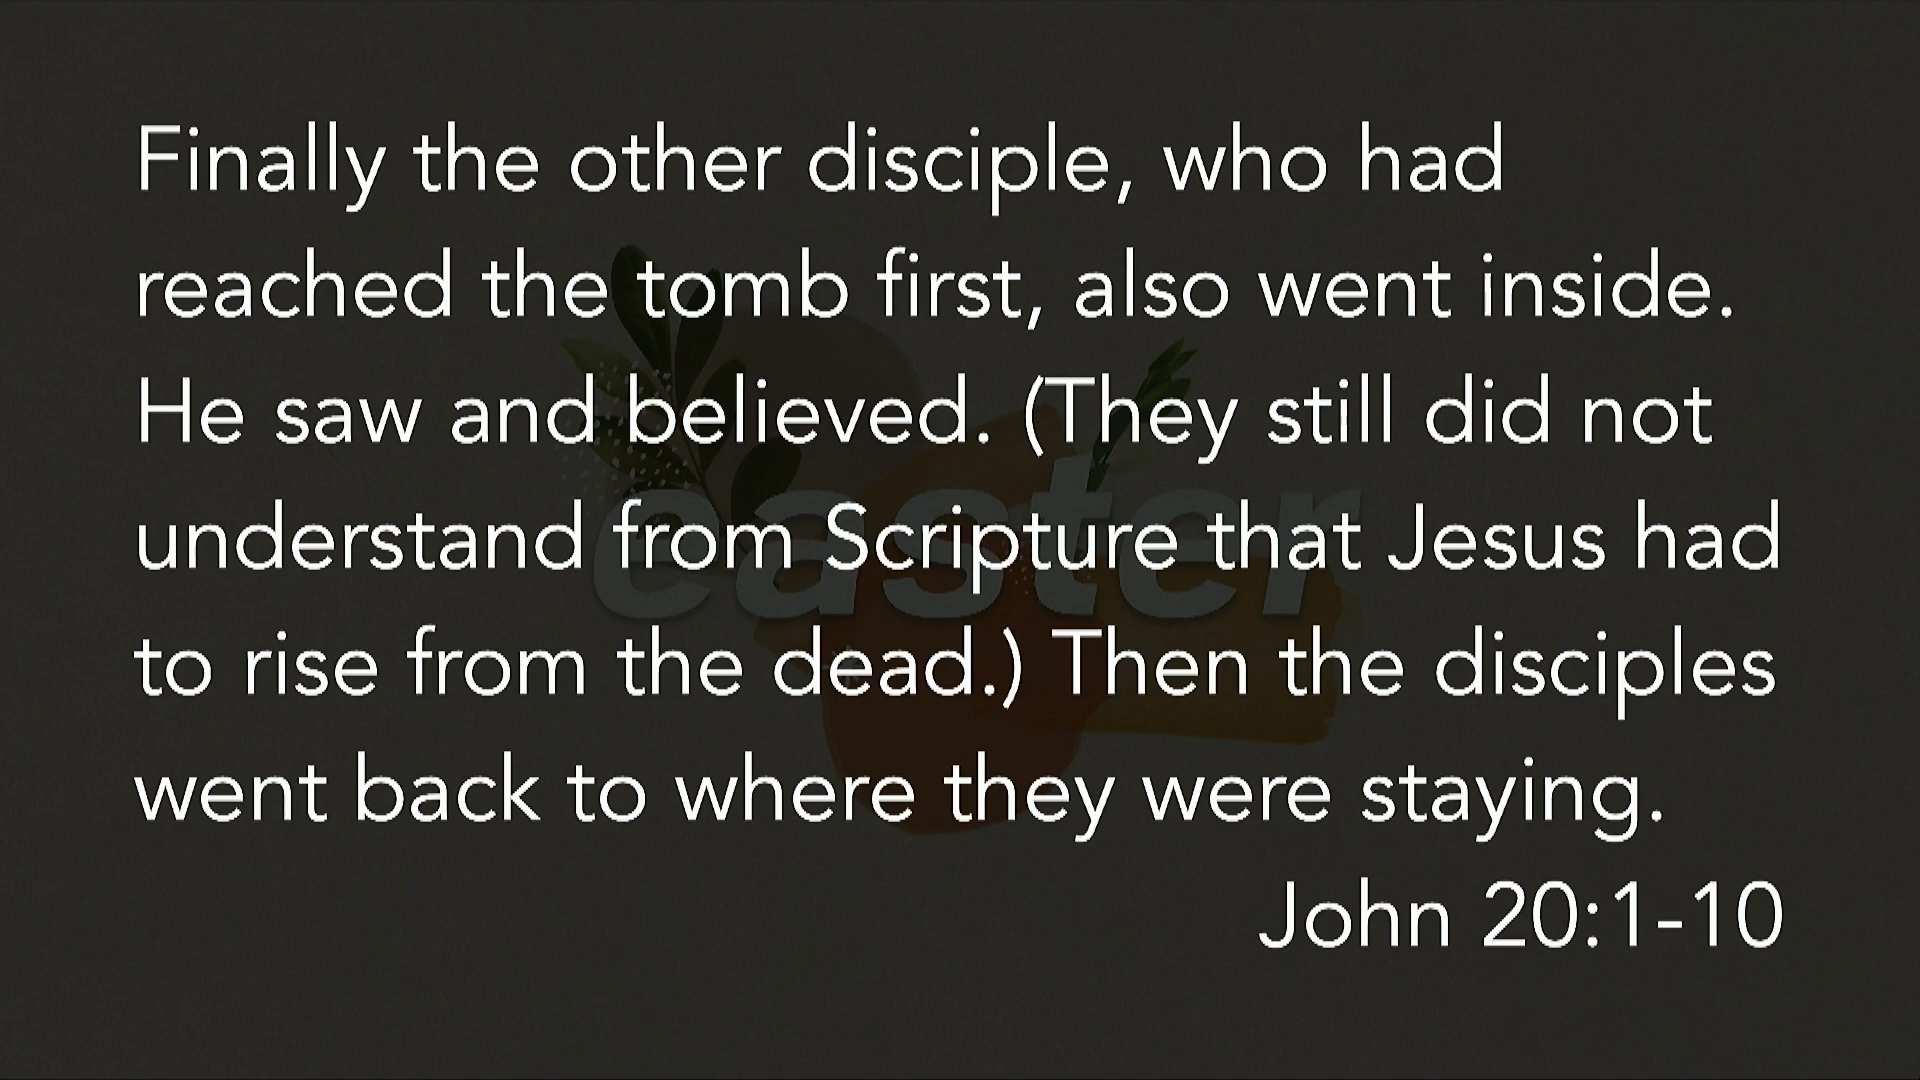 Finally the other disciple, who had
reached the tomb first, also went inside.
He saw and believed. (They still did not
understand from Scripture that Jesus had
to rise from the dead.) Then the disciples
went back to where they were staying.
John 20:1-10
easter